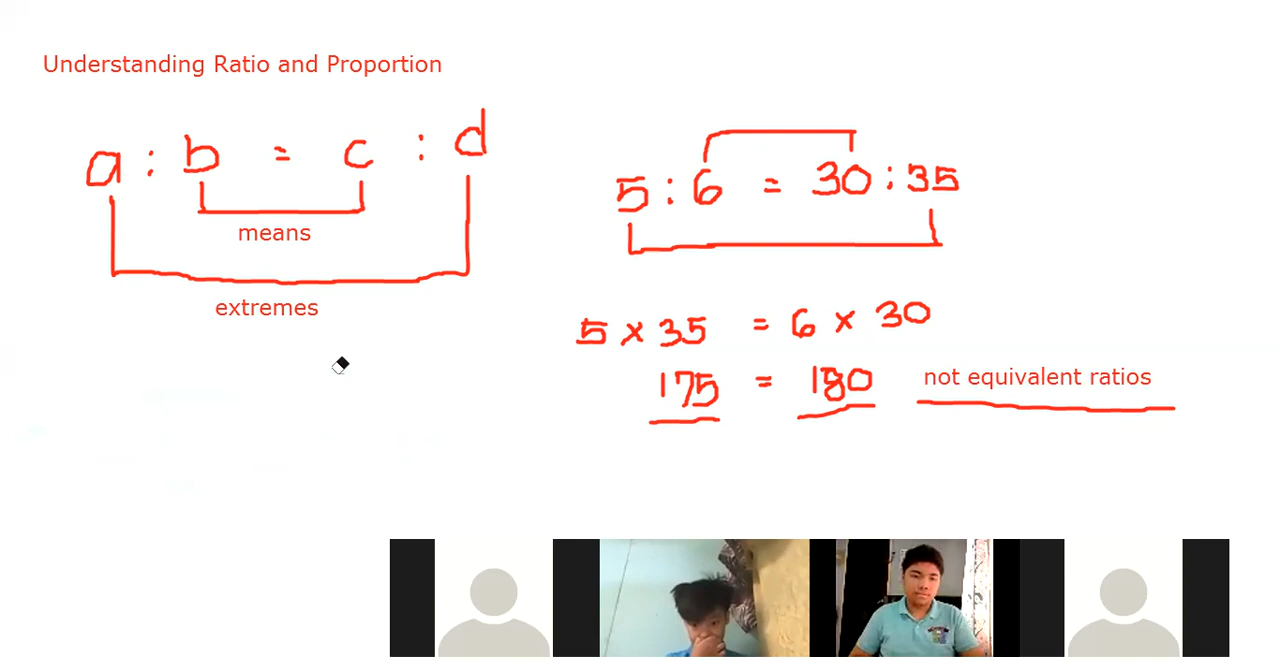 Understanding Ratio and Proportion
a : b = c : d
means
extremes
5 : 6 = 30 : 35
5 x 35 = 6 x 30
175 = 180 not equivalent ratios